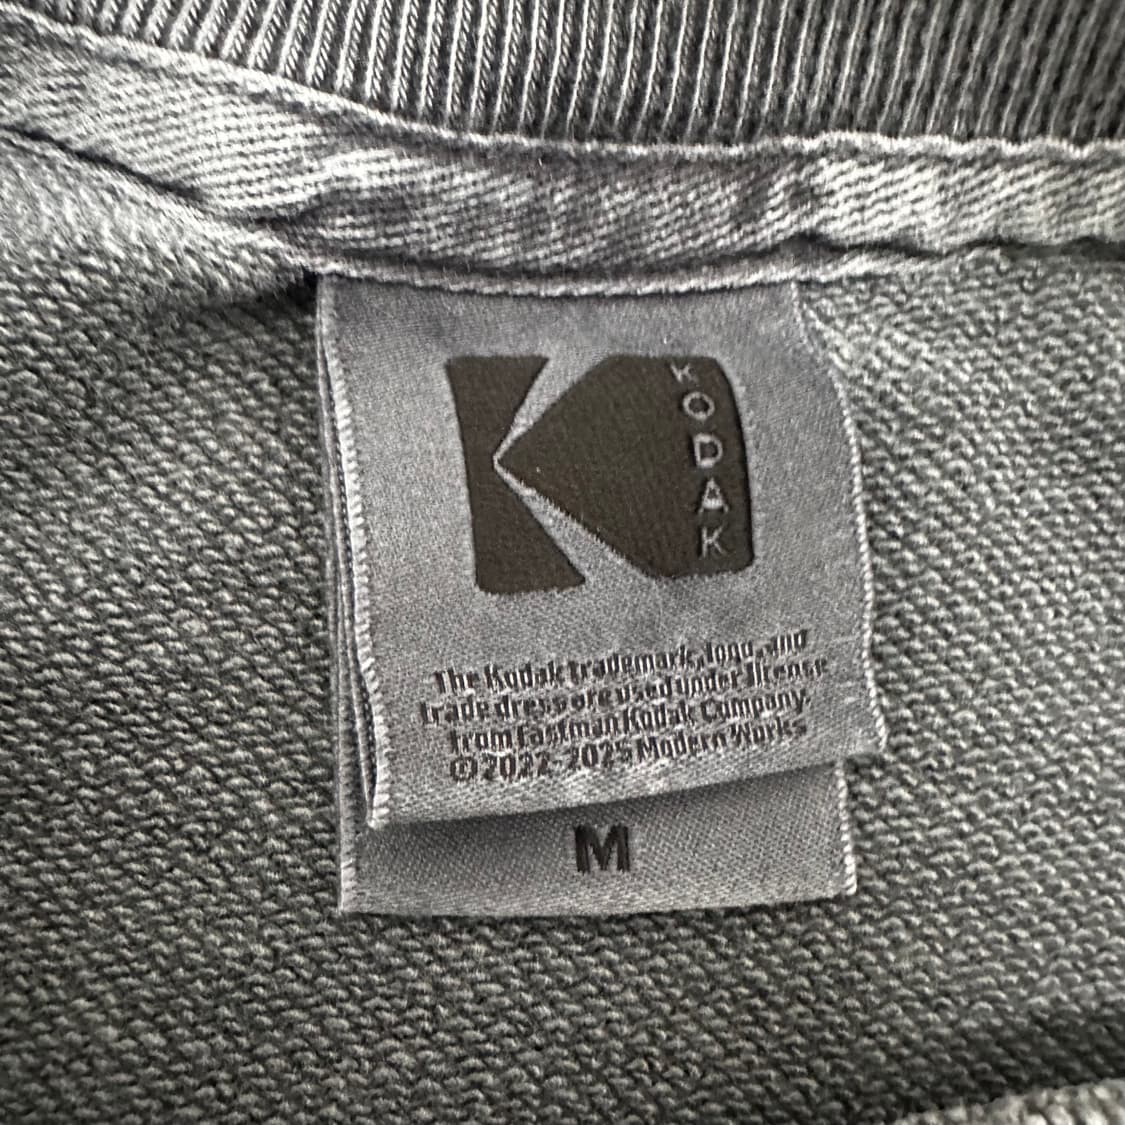 KODAK
The Kodak trademark, logo, and
trade dress are used under license
from Eastman Kodak Company.
©2022-2025 Modern Works
M